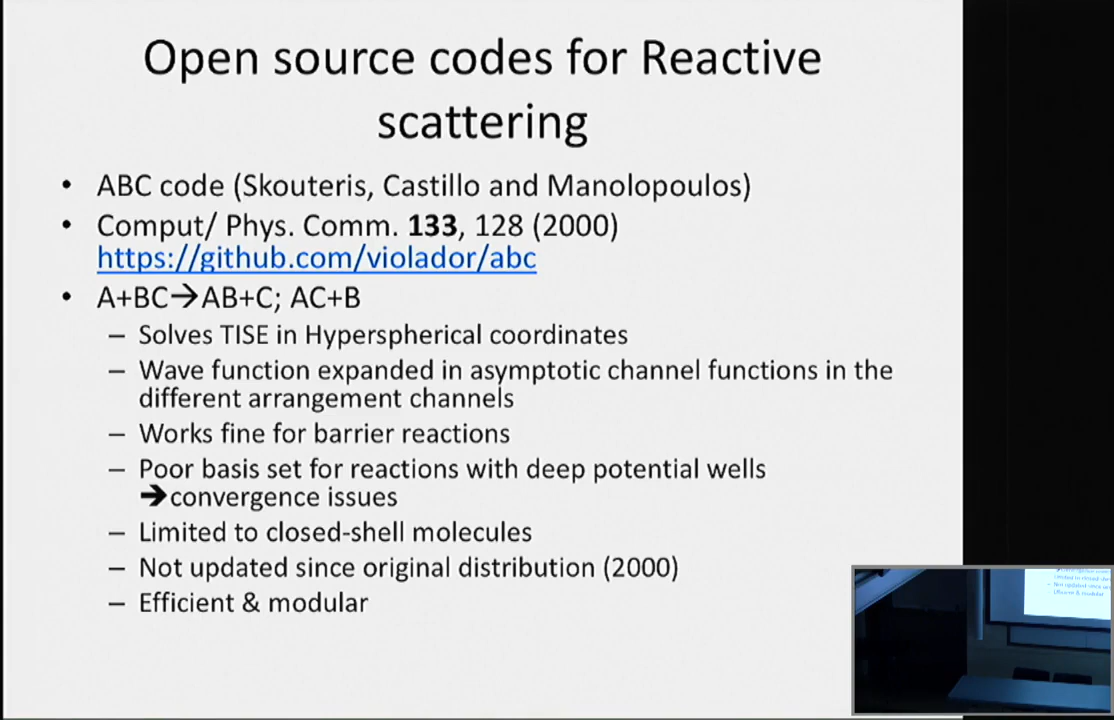 Open source codes for Reactive
scattering
• ABC code (Skouteris, Castillo and Manolopoulos)
• Comput/ Phys. Comm. 133, 128 (2000)
https://github.com/violador/abc
• A+BC➔AB+C; AC+B
– Solves TISE in Hyperspherical coordinates
– Wave function expanded in asymptotic channel functions in the
different arrangement channels
– Works fine for barrier reactions
– Poor basis set for reactions with deep potential wells
➔convergence issues
– Limited to closed-shell molecules
– Not updated since original distribution (2000)
– Efficient & modular